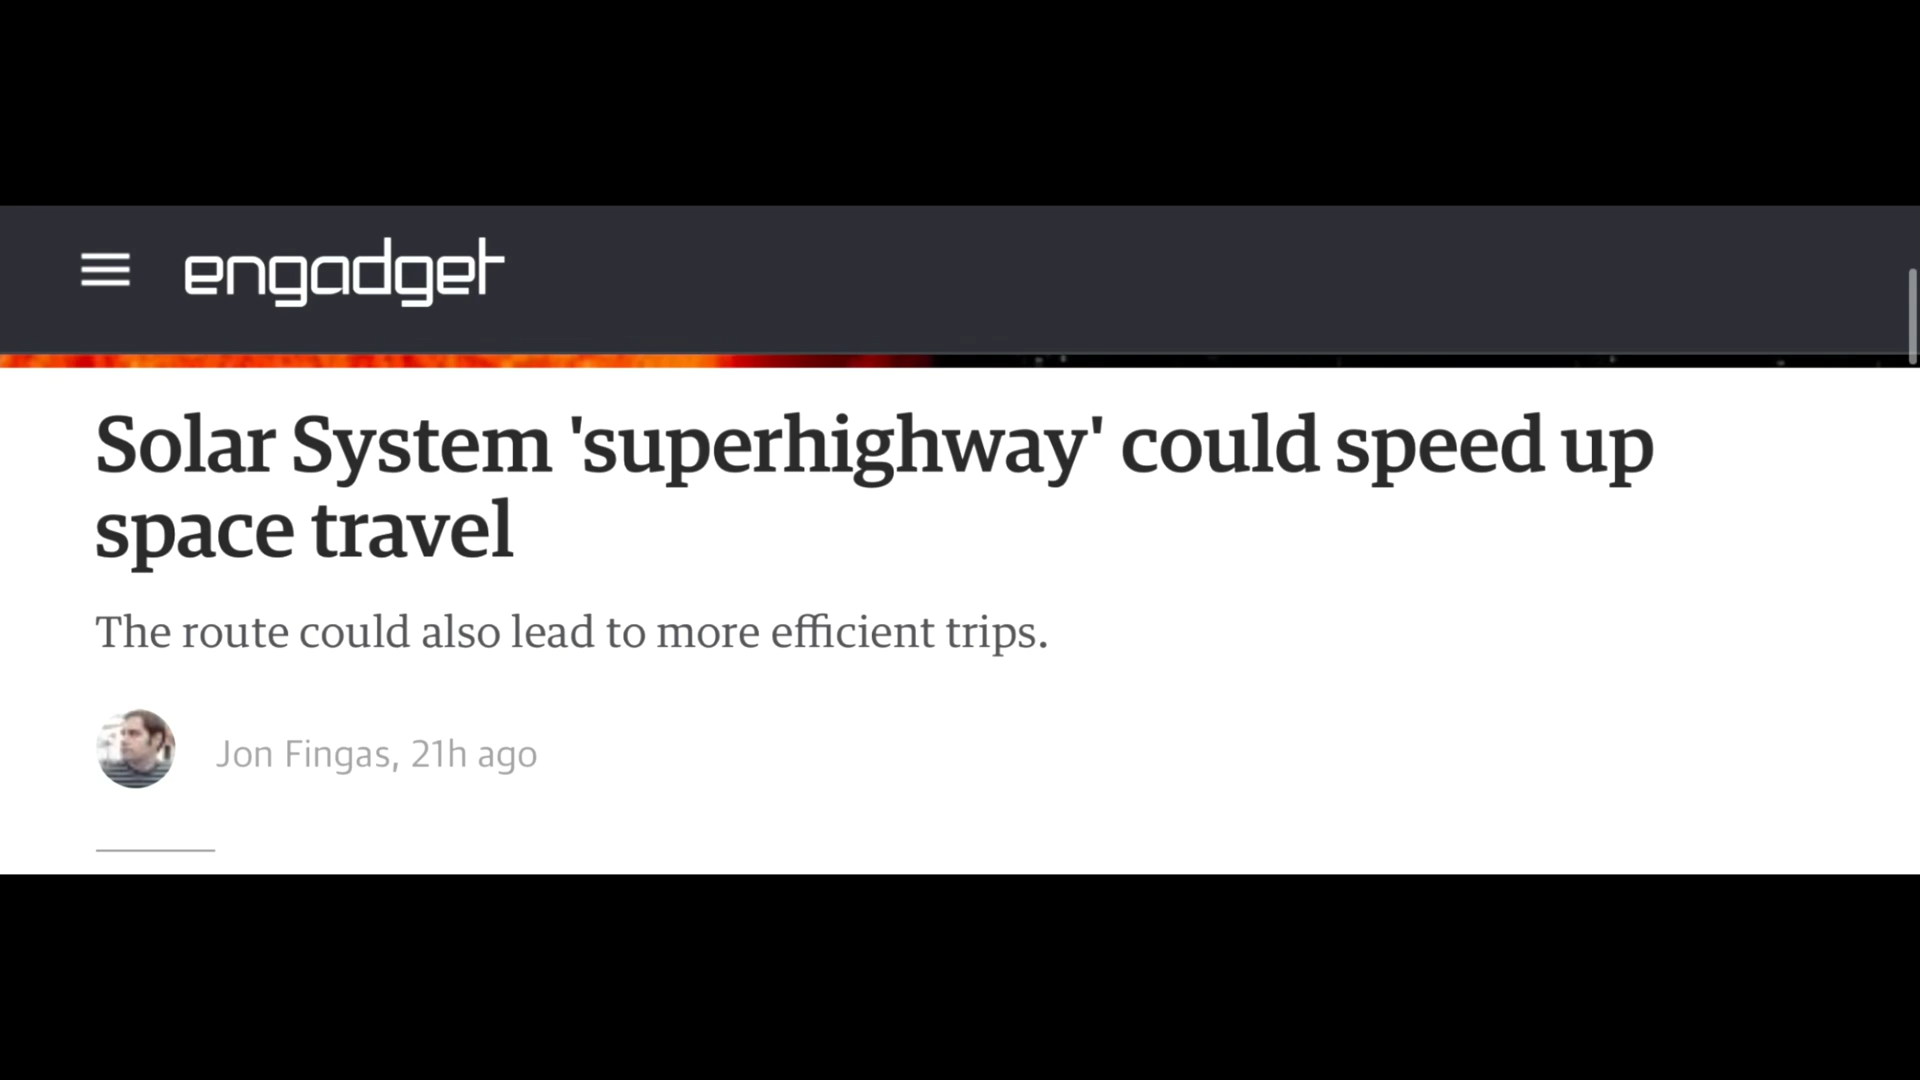 engadget
Solar System 'superhighway' could speed up
space travel
The route could also lead to more efficient trips.
Jon Fingas, 21h ago